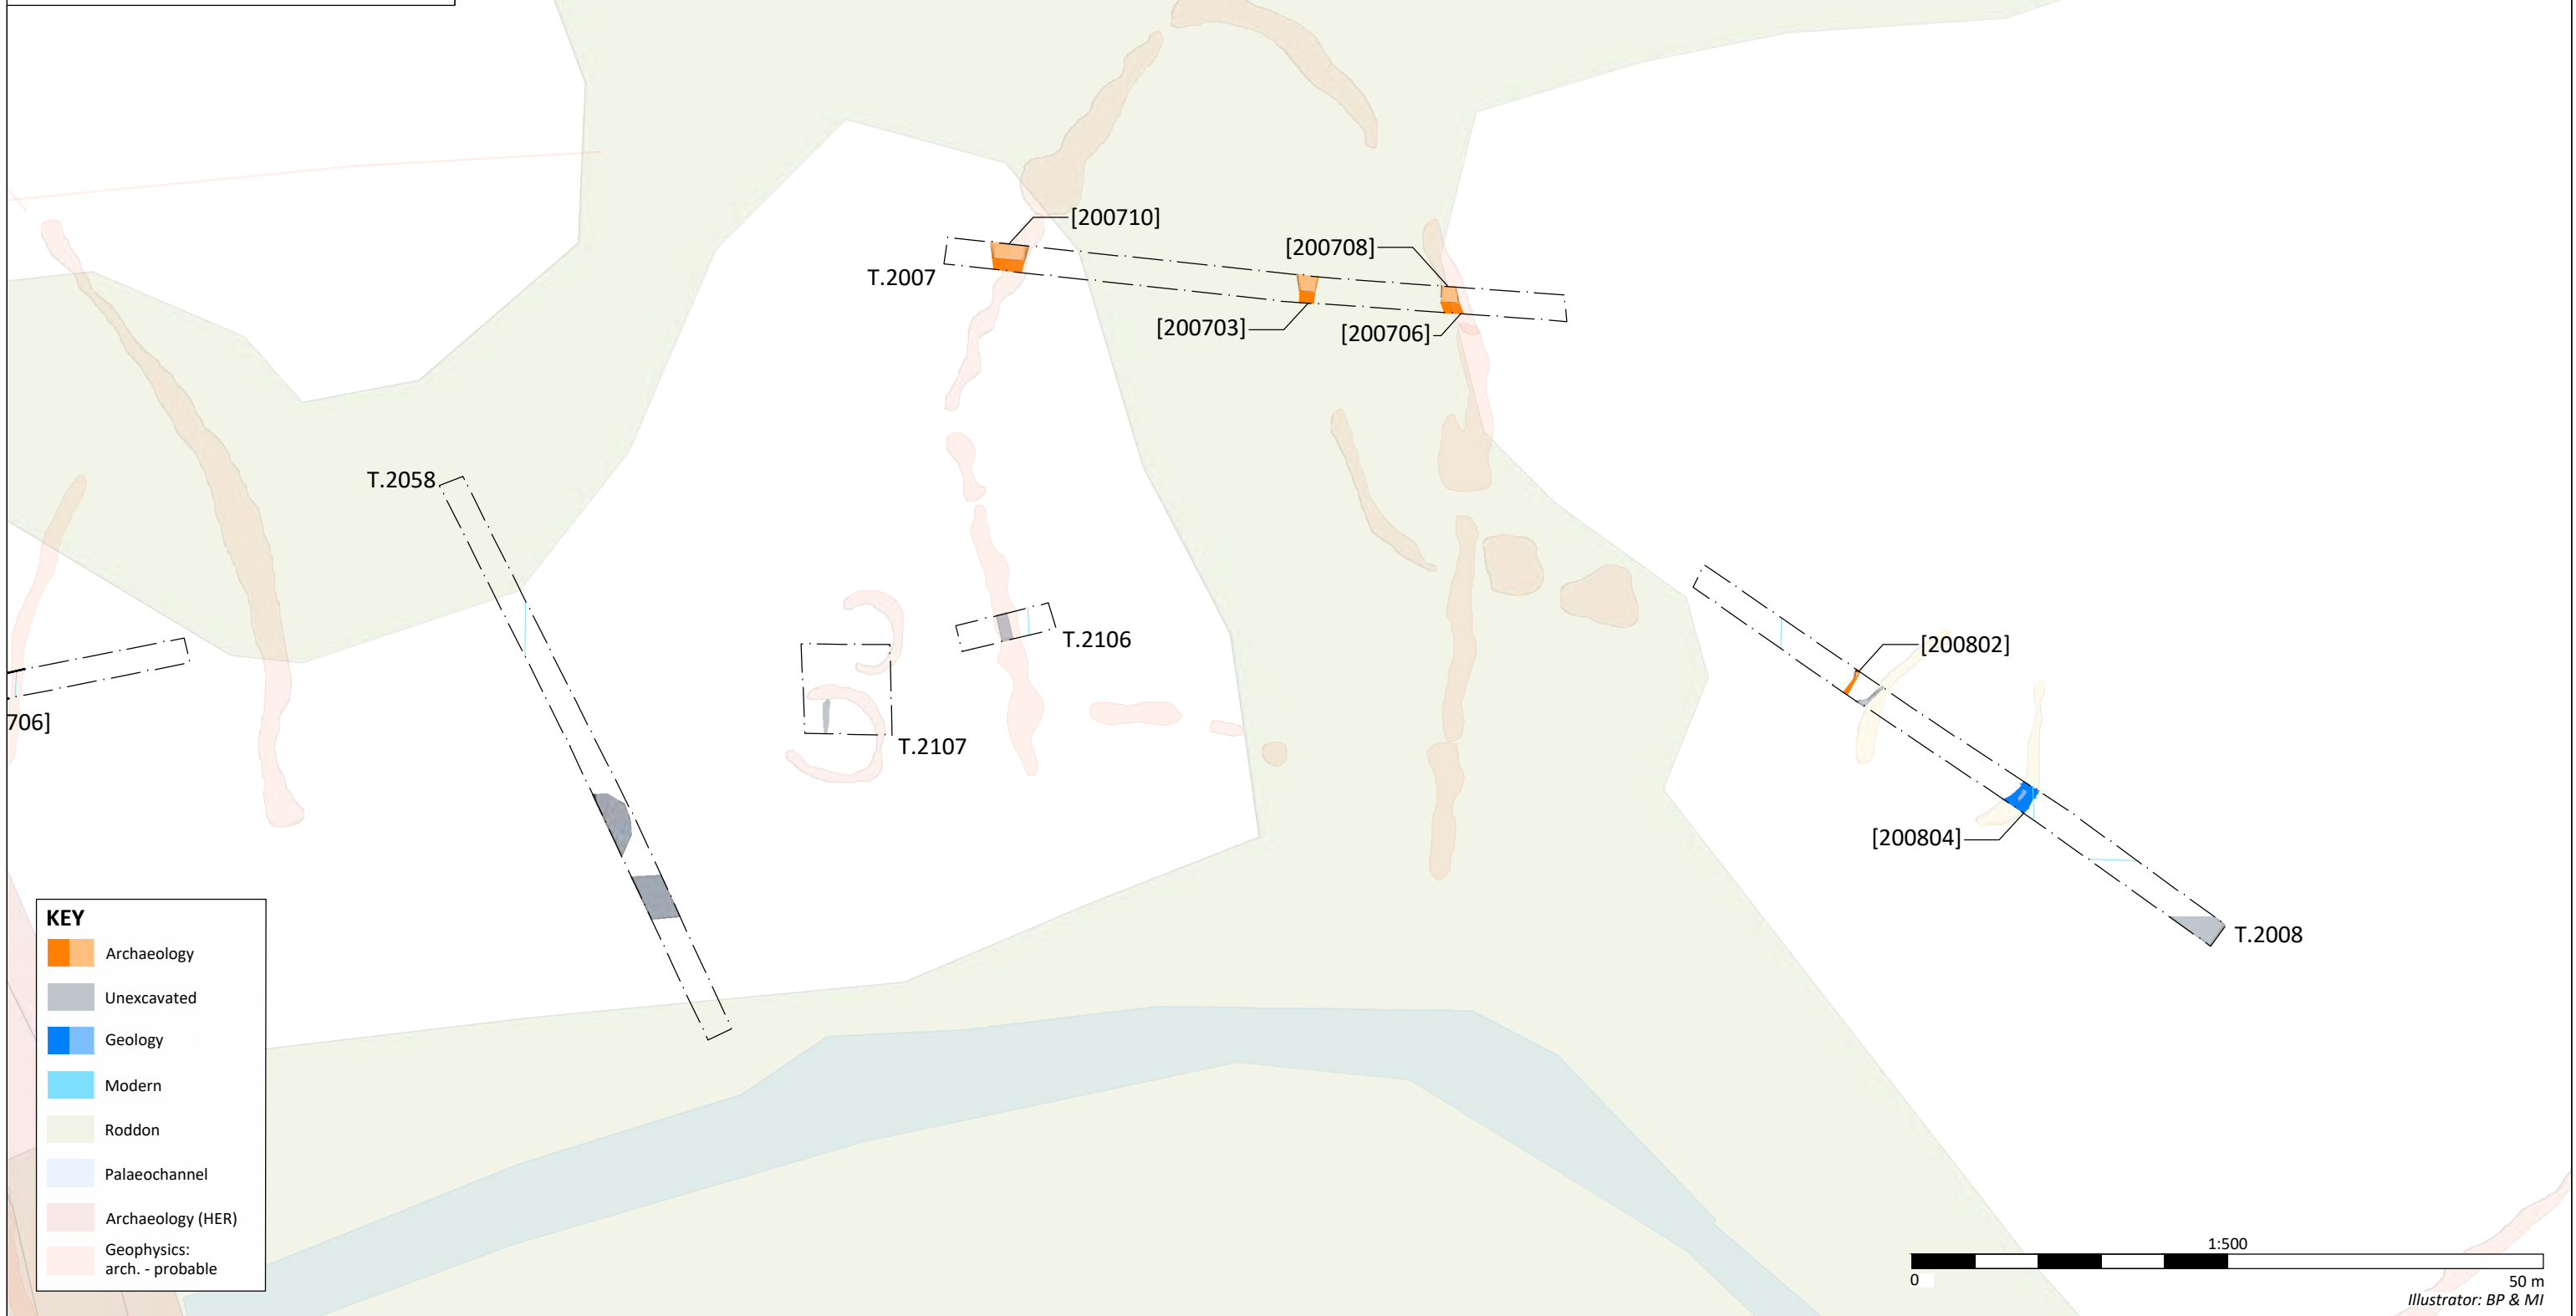 [200710]
[200708]
T.2007
[200703]
[200706]
T.2058
T.2106
[200802]
706]
T.2107
[200804]
T.2008
KEY
Archaeology
Unexcavated
Geology
Modern
Roddon
Palaeochannel
Archaeology (HER)
Geophysics:
arch. - probable
1:500
0
50 m
Illustrator: BP & MI